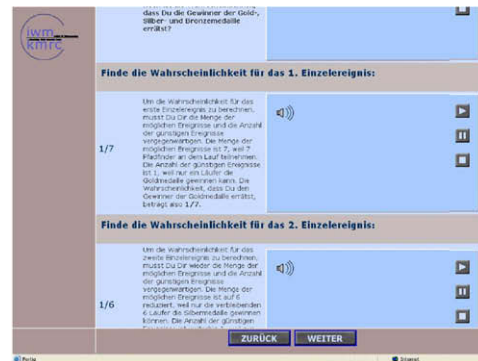 dass Du die Gewinner der Gold-,
Silber- und Bronzemedaille
errätst?
iwm
kmrc
Finde die Wahrscheinlichkeit für das 1. Einzelereignis:
1/7
Um die Wahrscheinlichkeit für das
erste Einzelereignis zu berechnen,
musst Du Dir die Menge der
möglichen Ereignisse und die Anzahl
der günstigen Ereignisse
vergegenwärtigen. Die Menge der
möglichen Ereignisse ist 7, weil 7
Pfadfinder an dem Lauf teilnehmen.
Die Anzahl der günstigen Ereignisse
ist 1, weil nur ein Läufer die
Goldmedaille gewinnen kann. Die
Wahrscheinlichkeit, dass Du den
Gewinner der Goldmedaille errätst,
beträgt also 1/7.
Finde die Wahrscheinlichkeit für das 2. Einzelereignis:
1/6
Um die Wahrscheinlichkeit für das
zweite Einzelereignis zu berechnen,
musst Du Dir wieder die Menge der
möglichen Ereignisse und die Anzahl
der günstigen Ereignisse
vergegenwärtigen. Die Menge der
möglichen Ereignisse ist auf 6
reduziert, weil nur die verbleibenden
6 Läufer die Silbermedaille gewinnen
können. Die Anzahl der günstigen
ZURÜCK WEITER
Fertig
Internet